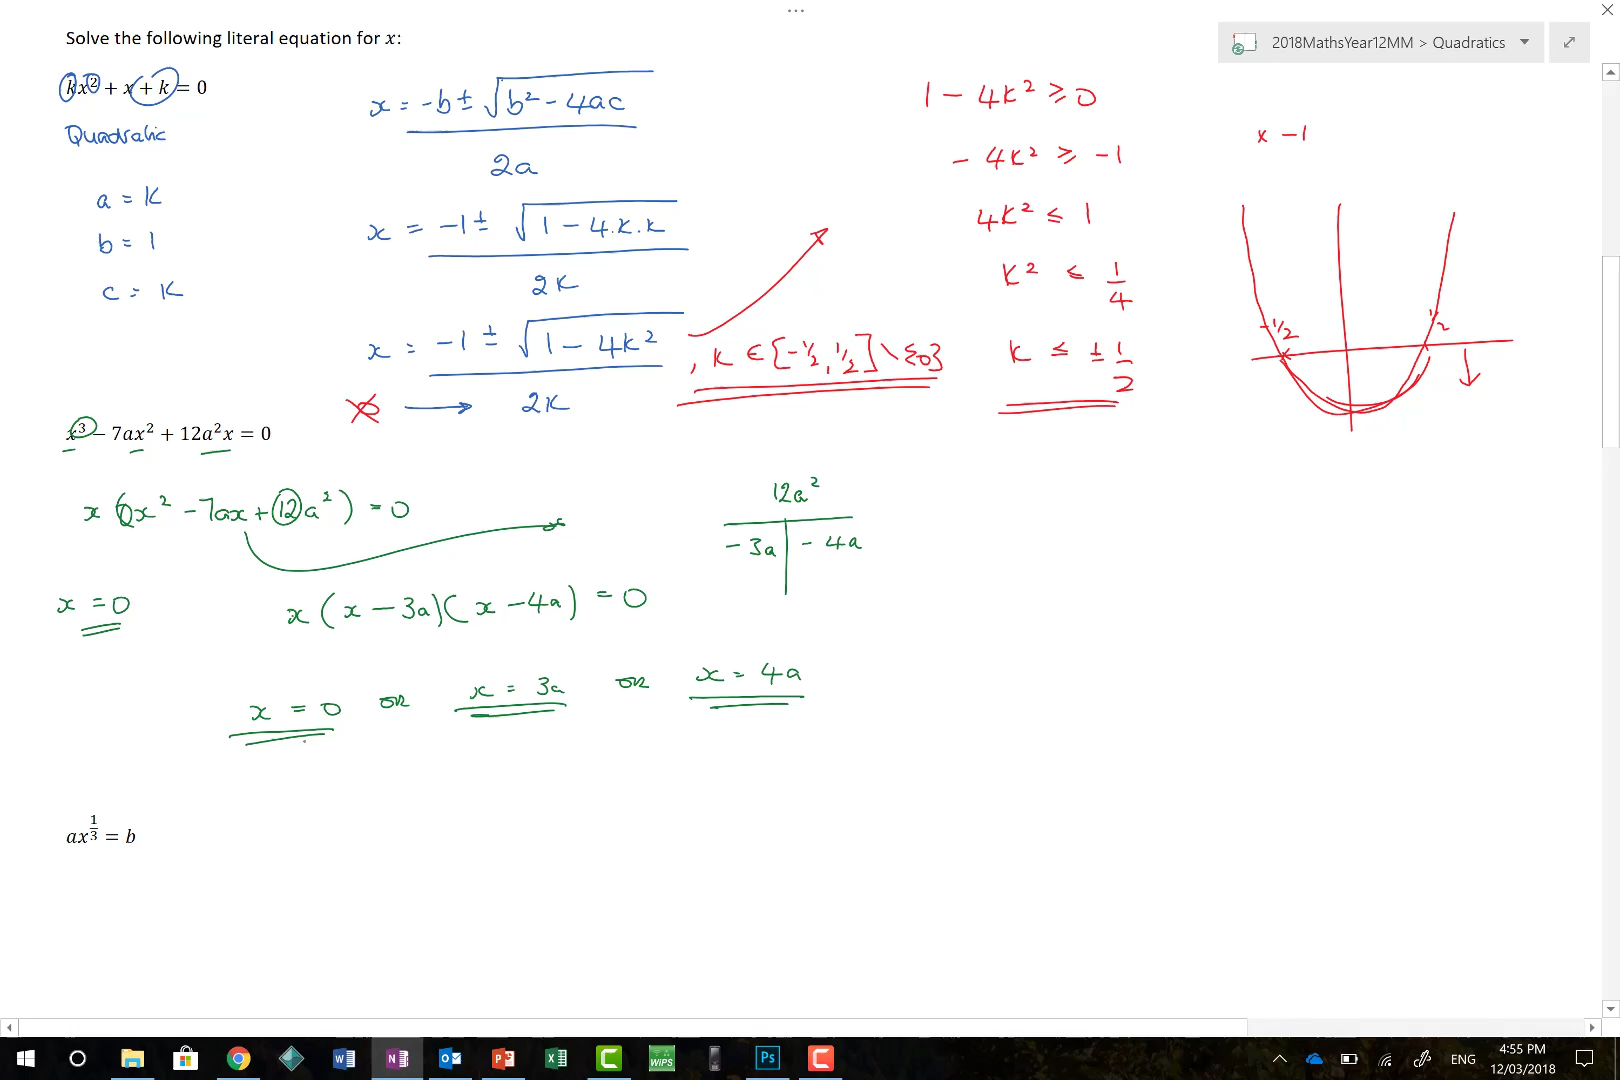 Solve the following literal equation for x:
2018MathsYear12MM > Quadratics
kx² + x + k = 0
Quadratic
a = k
b = 1
c = k
x = -b ± √(b² - 4ac)
2a
x = -1 ± √(1 - 4.k.k)
2k
x = -1 ± √(1 - 4k²)
2k
, k ∈ [-½, ½] \ {0}
1 - 4k² ≥ 0
- 4k² ≥ -1
4k² ≤ 1
k² ≤ 1/4
k ≤ ± 1/2
x -1
-1/2
1/2
x³ − 7ax² + 12a²x = 0
x (x² - 7ax + 12a²) = 0
12a²
- 3a - 4a
x = 0
x (x - 3a)(x - 4a) = 0
x = 0 or x = 3a or x = 4a
ax^(1/3) = b
WiPS
ENG
4:55 PM
12/03/2018